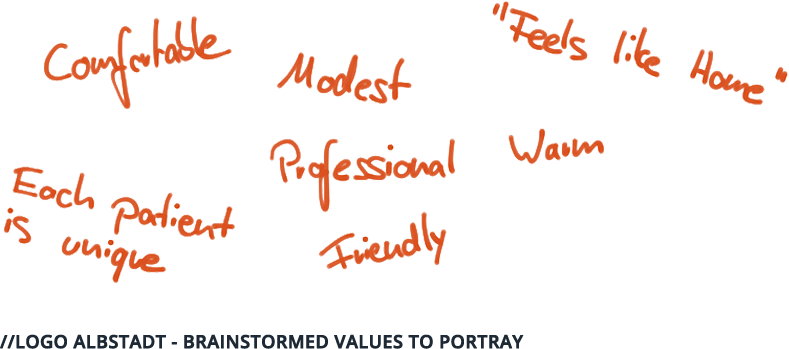 Comfortable
Modest
"Feels like Home"
Professional
Warm
Each Patient
is unique
Friendly
//LOGO ALBSTADT - BRAINSTORMED VALUES TO PORTRAY